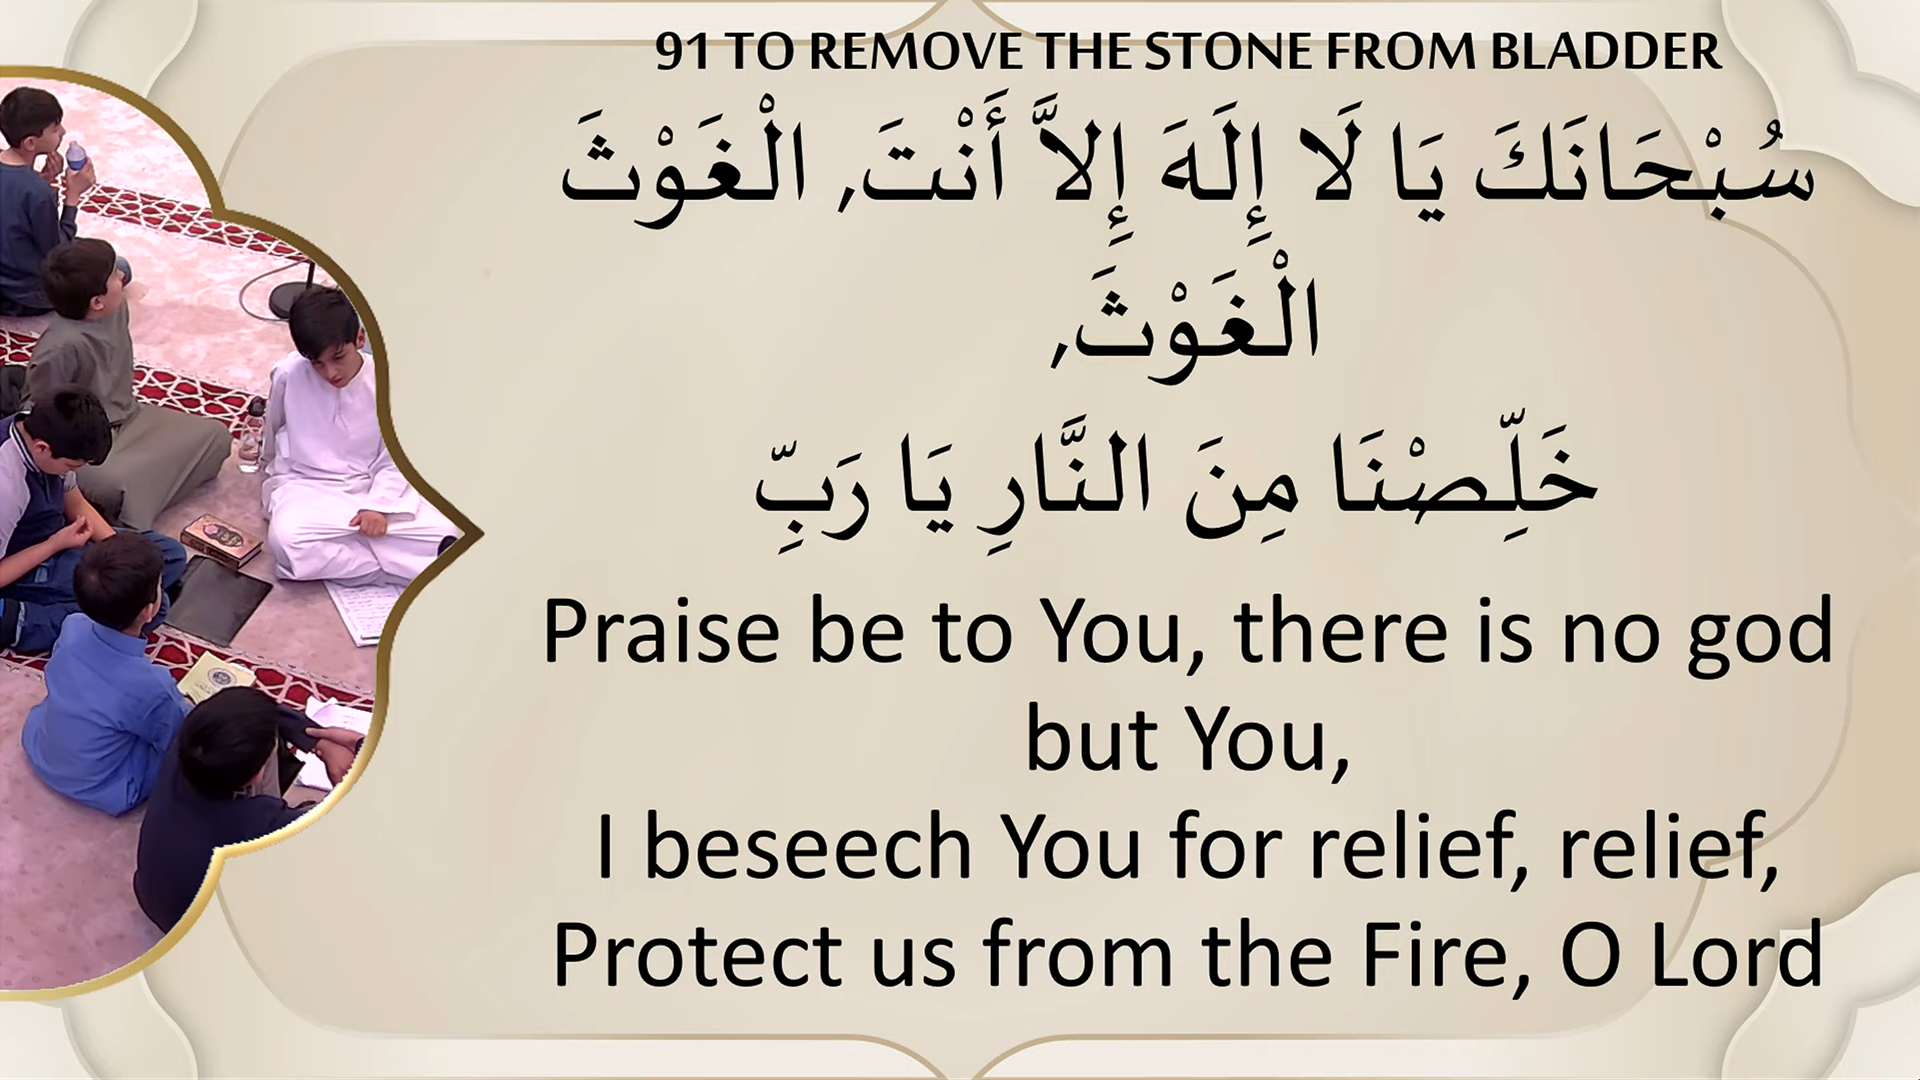 91 TO REMOVE THE STONE FROM BLADDER
سُبْحَانَكَ يَا لَا إِلَهَ إِلاَّ أَنْتَ, الْغَوْثَ
الْغَوْثَ,
خَلِّصْنَا مِنَ النَّارِ يَا رَبِّ
Praise be to You, there is no god
but You,
I beseech You for relief, relief,
Protect us from the Fire, O Lord